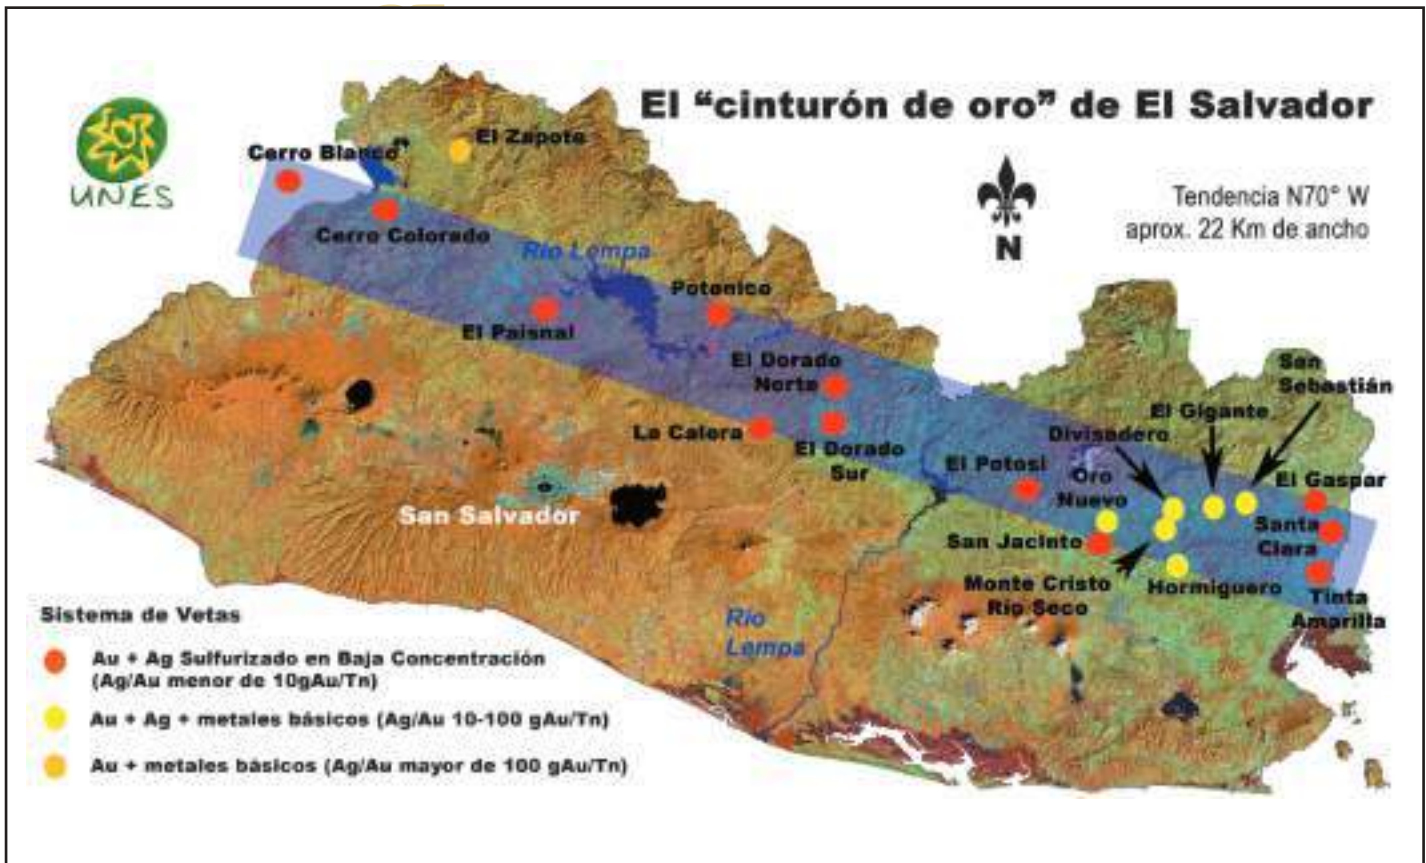 El “cinturón de oro” de El Salvador
UNES
Cerro Blanco
El Zapote
N
Tendencia N70° W
aprox. 22 Km de ancho
Cerro Colorado
Río Lempa
Potonico
El Paisnal
El Dorado
Norte
San
Sebastián
El Gigante
Divisadero
La Calera
El Dorado
Sur
El Potosí
Oro
Nuevo
El Gaspar
San Salvador
Santa
Clara
San Jacinto
Monte Cristo
Río Seco
Hormiguero
Tinta
Amarilla
Río
Lempa
Sistema de Vetas
Au + Ag Sulfurizado en Baja Concentración
(Ag/Au menor de 10gAu/Tn)
Au + Ag + metales básicos (Ag/Au 10-100 gAu/Tn)
Au + metales básicos (Ag/Au mayor de 100 gAu/Tn)